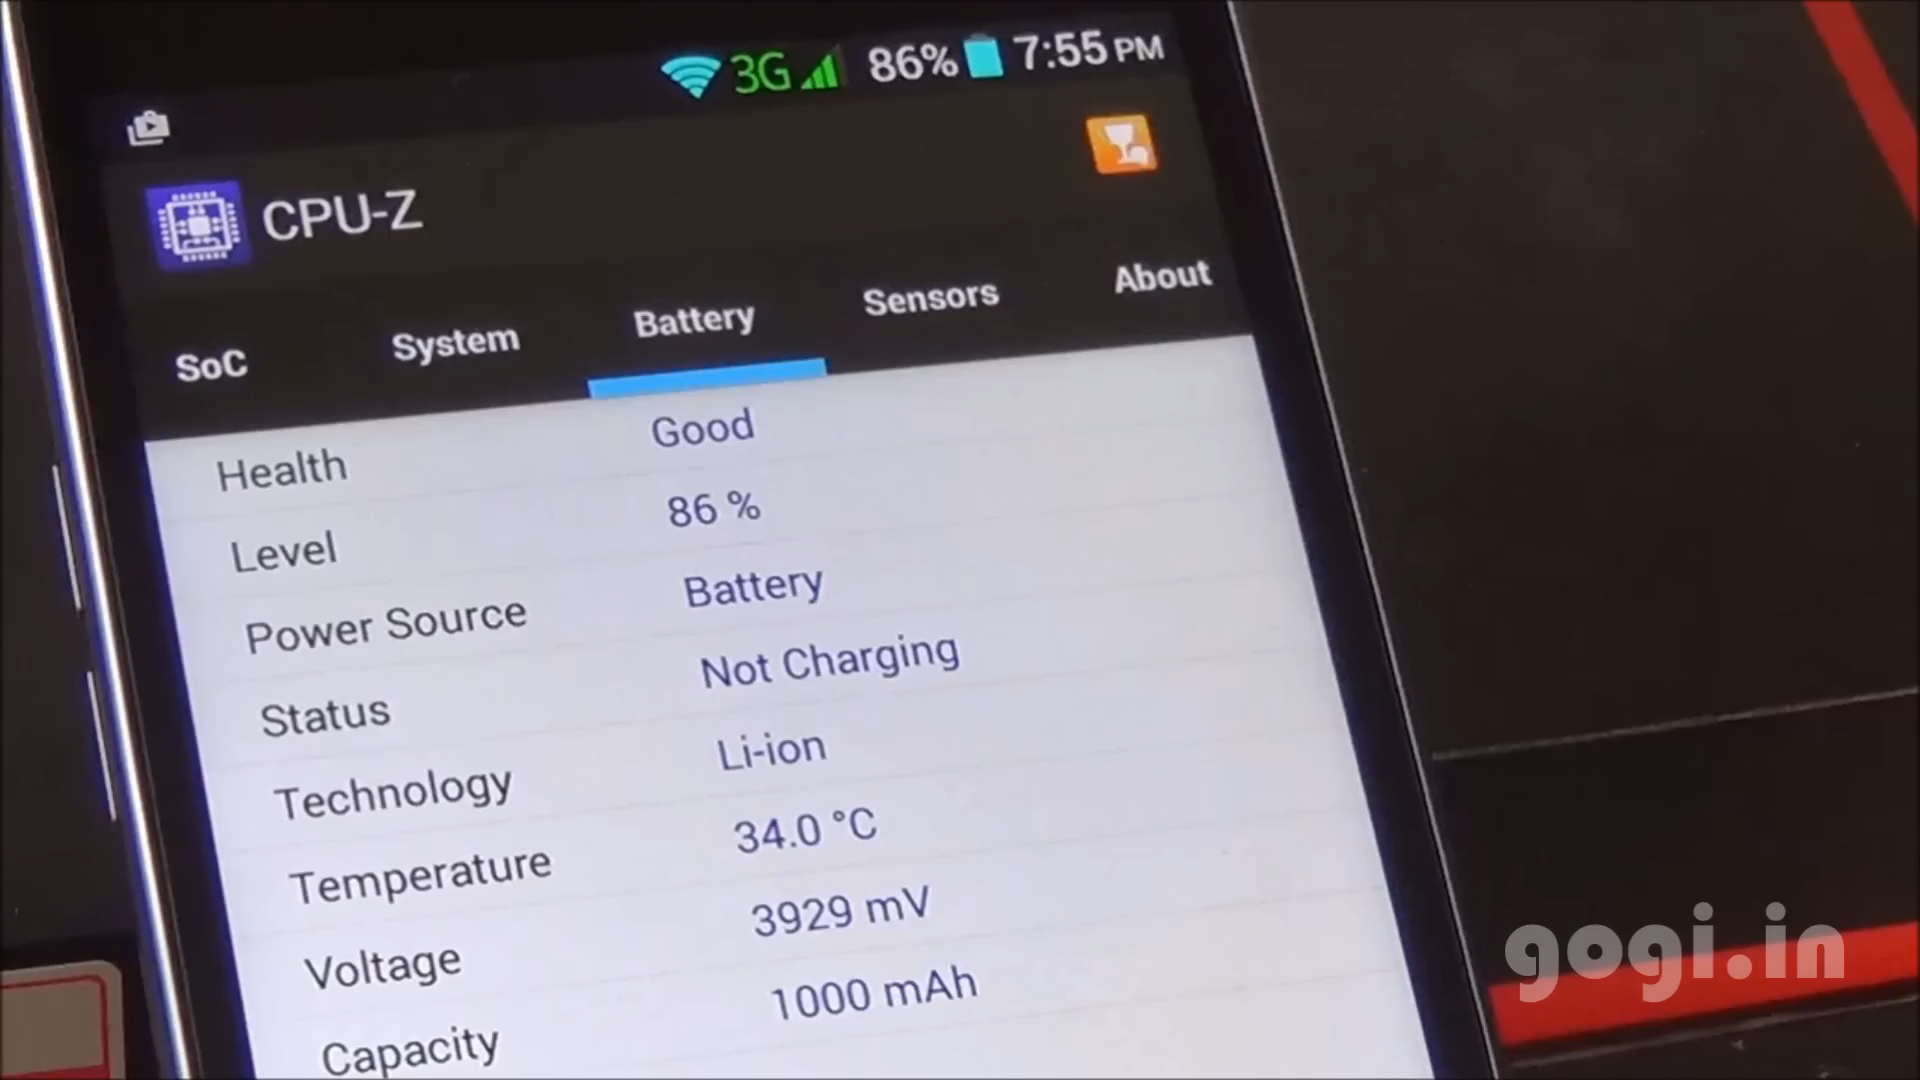 3G 86% 7:55 PM
CPU-Z
SoC System Battery Sensors About
Health Good
Level 86 %
Power Source Battery
Status Not Charging
Technology Li-ion
Temperature 34.0 °C
Voltage 3929 mV
Capacity 1000 mAh
gogi.in